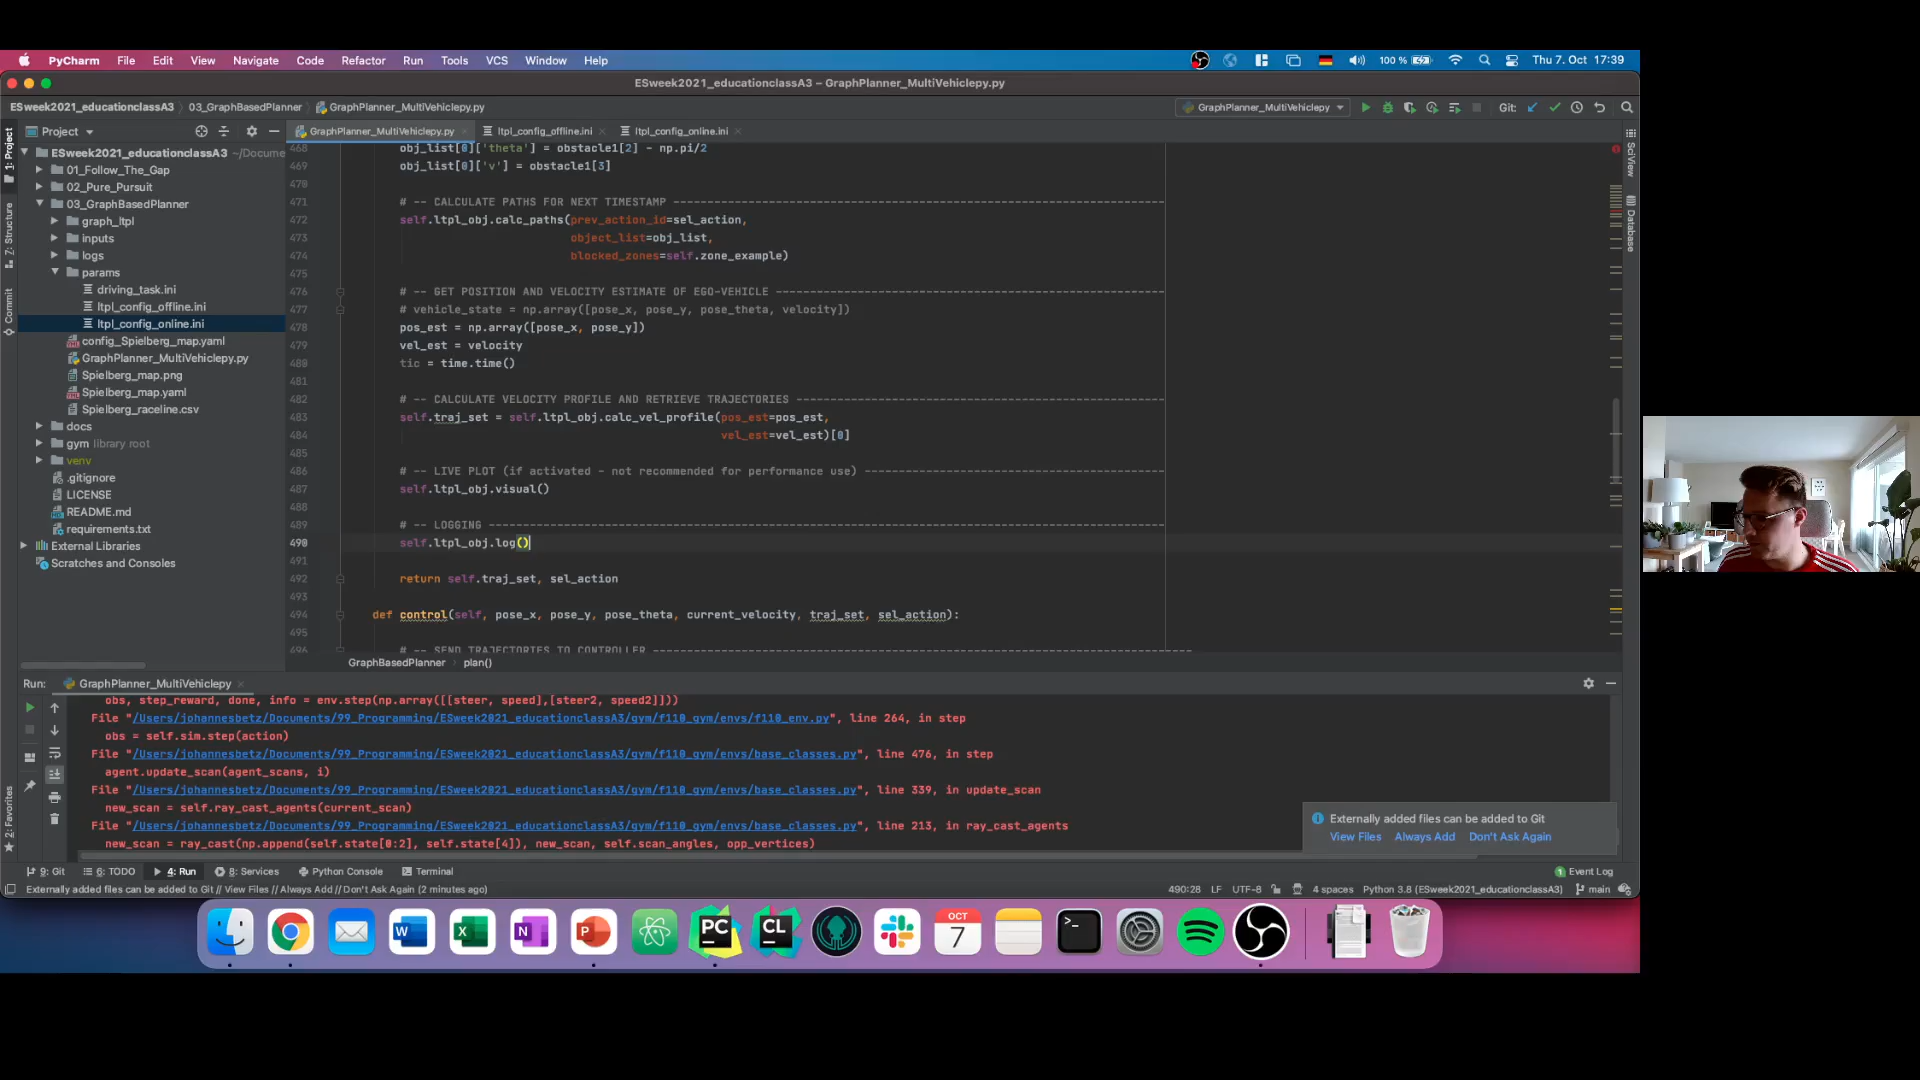 PyCharm File Edit View Navigate Code Refactor Run Tools VCS Window Help 100 % Thu 7. Oct 17:39
ESweek2021_educationclassA3 – GraphPlanner_MultiVehiclepy.py
ESweek2021_educationclassA3 03_GraphBasedPlanner GraphPlanner_MultiVehiclepy.py GraphPlanner_MultiVehiclepy Git:
Project GraphPlanner_MultiVehiclepy.py ltpl_config_offline.ini ltpl_config_online.ini
1: Project
Z: Structure
Commit
2: Favorites
ESweek2021_educationclassA3 ~/Docume
01_Follow_The_Gap
02_Pure_Pursuit
03_GraphBasedPlanner
graph_ltpl
inputs
logs
params
driving_task.ini
ltpl_config_offline.ini
ltpl_config_online.ini
config_Spielberg_map.yaml
GraphPlanner_MultiVehiclepy.py
Spielberg_map.png
Spielberg_map.yaml
Spielberg_raceline.csv
docs
gym library root
venv
.gitignore
LICENSE
README.md
requirements.txt
External Libraries
Scratches and Consoles
468 obj_list[0]['theta'] = obstacle1[2] - np.pi/2
469 obj_list[0]['v'] = obstacle1[3]
470
471 # -- CALCULATE PATHS FOR NEXT TIMESTAMP ------------------------------------------------------------------------
472 self.ltpl_obj.calc_paths(prev_action_id=sel_action,
473 object_list=obj_list,
474 blocked_zones=self.zone_example)
475
476 # -- GET POSITION AND VELOCITY ESTIMATE OF EGO-VEHICLE ---------------------------------------------------------
477 # vehicle_state = np.array([pose_x, pose_y, pose_theta, velocity])
478 pos_est = np.array([pose_x, pose_y])
479 vel_est = velocity
480 tic = time.time()
481
482 # -- CALCULATE VELOCITY PROFILE AND RETRIEVE TRAJECTORIES ------------------------------------------------------
483 self.traj_set = self.ltpl_obj.calc_vel_profile(pos_est=pos_est,
484 vel_est=vel_est)[0]
485
486 # -- LIVE PLOT (if activated - not recommended for performance use) --------------------------------------------
487 self.ltpl_obj.visual()
488
489 # -- LOGGING ---------------------------------------------------------------------------------------------------
490 self.ltpl_obj.log()
491
492 return self.traj_set, sel_action
493
494 def control(self, pose_x, pose_y, pose_theta, current_velocity, traj_set, sel_action):
495
496 # -- SEND TRAJECTORIES TO CONTROLLER -------------------------------------------------------------------------------
SciView
Database
GraphBasedPlanner plan()
Run: GraphPlanner_MultiVehiclepy
obs, step_reward, done, info = env.step(np.array([[steer, speed],[steer2, speed2]]))
File "/Users/johannesbetz/Documents/99_Programming/ESweek2021_educationclassA3/gym/f110_gym/envs/f110_env.py", line 264, in step
obs = self.sim.step(action)
File "/Users/johannesbetz/Documents/99_Programming/ESweek2021_educationclassA3/gym/f110_gym/envs/base_classes.py", line 476, in step
agent.update_scan(agent_scans, i)
File "/Users/johannesbetz/Documents/99_Programming/ESweek2021_educationclassA3/gym/f110_gym/envs/base_classes.py", line 339, in update_scan
new_scan = self.ray_cast_agents(current_scan)
File "/Users/johannesbetz/Documents/99_Programming/ESweek2021_educationclassA3/gym/f110_gym/envs/base_classes.py", line 213, in ray_cast_agents
new_scan = ray_cast(np.append(self.state[0:2], self.state[4]), new_scan, self.scan_angles, opp_vertices)
Externally added files can be added to Git
View Files Always Add Don't Ask Again
9: Git 6: TODO 4: Run 8: Services Python Console Terminal 1 Event Log
Externally added files can be added to Git // View Files // Always Add // Don't Ask Again (2 minutes ago) 490:28 LF UTF-8 4 spaces Python 3.8 (ESweek2021_educationclassA3) main
W X N P PC CL OCT 7 >_